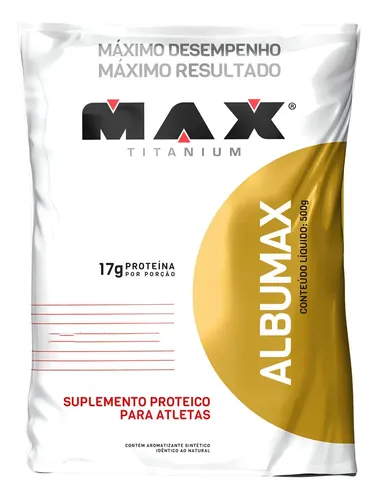 MÁXIMO DESEMPENHO
MÁXIMO RESULTADO
MAX®
TITANIUM
17g PROTEÍNA
POR PORÇÃO
ALBUMAX
CONTEÚDO LÍQUIDO: 500g
SUPLEMENTO PROTEICO
PARA ATLETAS
CONTÉM AROMATIZANTE SINTÉTICO
IDÊNTICO AO NATURAL